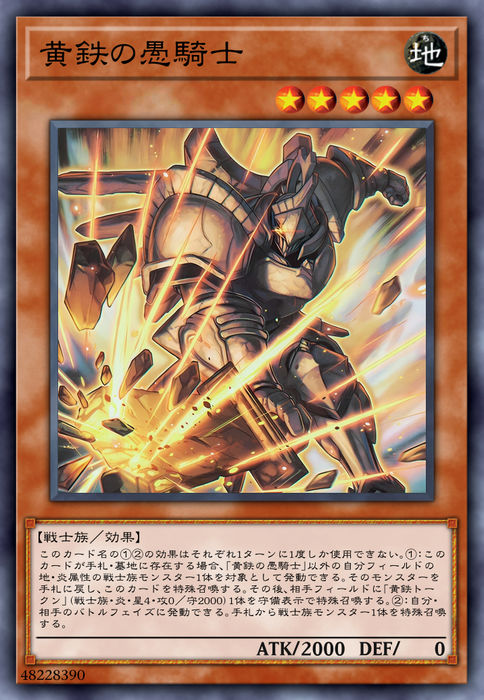 黄鉄の愚騎士
ち
地
【戦士族／効果】
このカード名の①②の効果はそれぞれ1ターンに1度しか使用できない。①:この
カードが手札・墓地に存在する場合、「黄鉄の愚騎士」以外の自分フィールドの
地・炎属性の戦士族モンスター1体を対象として発動できる。そのモンスターを
手札に戻し、このカードを特殊召喚する。その後、相手フィールドに「黄鉄トー
クン」(戦士族・炎・星4・攻0／守2000)1体を守備表示で特殊召喚する。②:自分・
相手のバトルフェイズに発動できる。手札から戦士族モンスター1体を特殊召喚
する。
ATK/2000 DEF/ 0
48228390